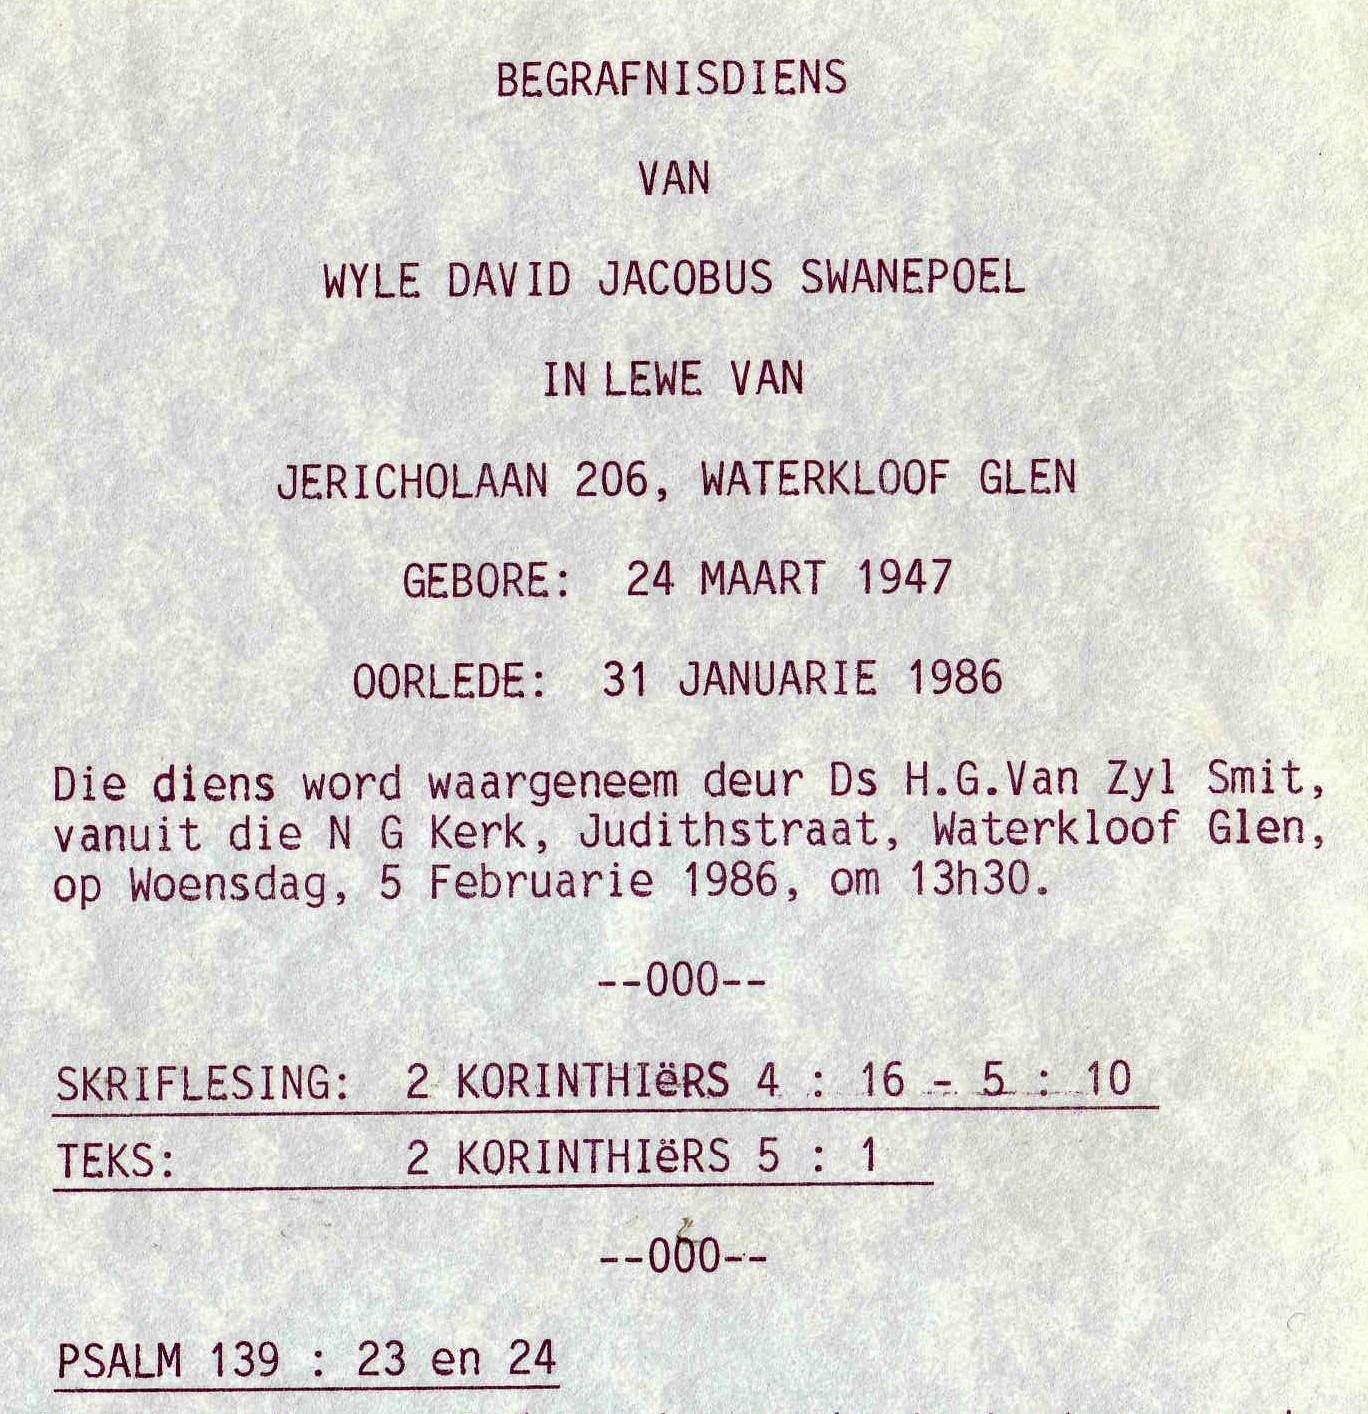 BEGRAFNISDIENS
VAN
WYLE DAVID JACOBUS SWANEPOEL
IN LEWE VAN
JERICHOLAAN 206, WATERKLOOF GLEN
GEBORE: 24 MAART 1947
OORLEDE: 31 JANUARIE 1986
Die diens word waargeneem deur Ds H.G.Van Zyl Smit,
vanuit die N G Kerk, Judithstraat, Waterkloof Glen,
op Woensdag, 5 Februarie 1986, om 13h30.
--000--
SKRIFLESING: 2 KORINTHIëRS 4 : 16 - 5 : 10
TEKS: 2 KORINTHIëRS 5 : 1
--000--
PSALM 139 : 23 en 24